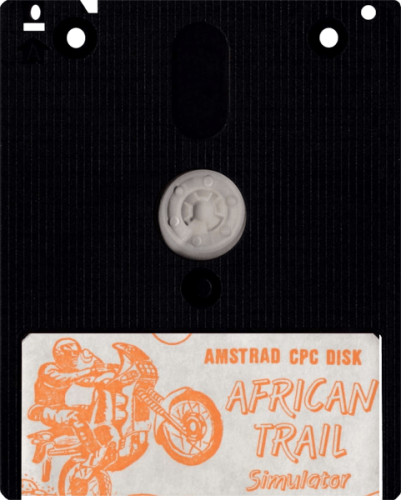 AMSTRAD CPC DISK
AFRICAN
TRAIL
Simulator